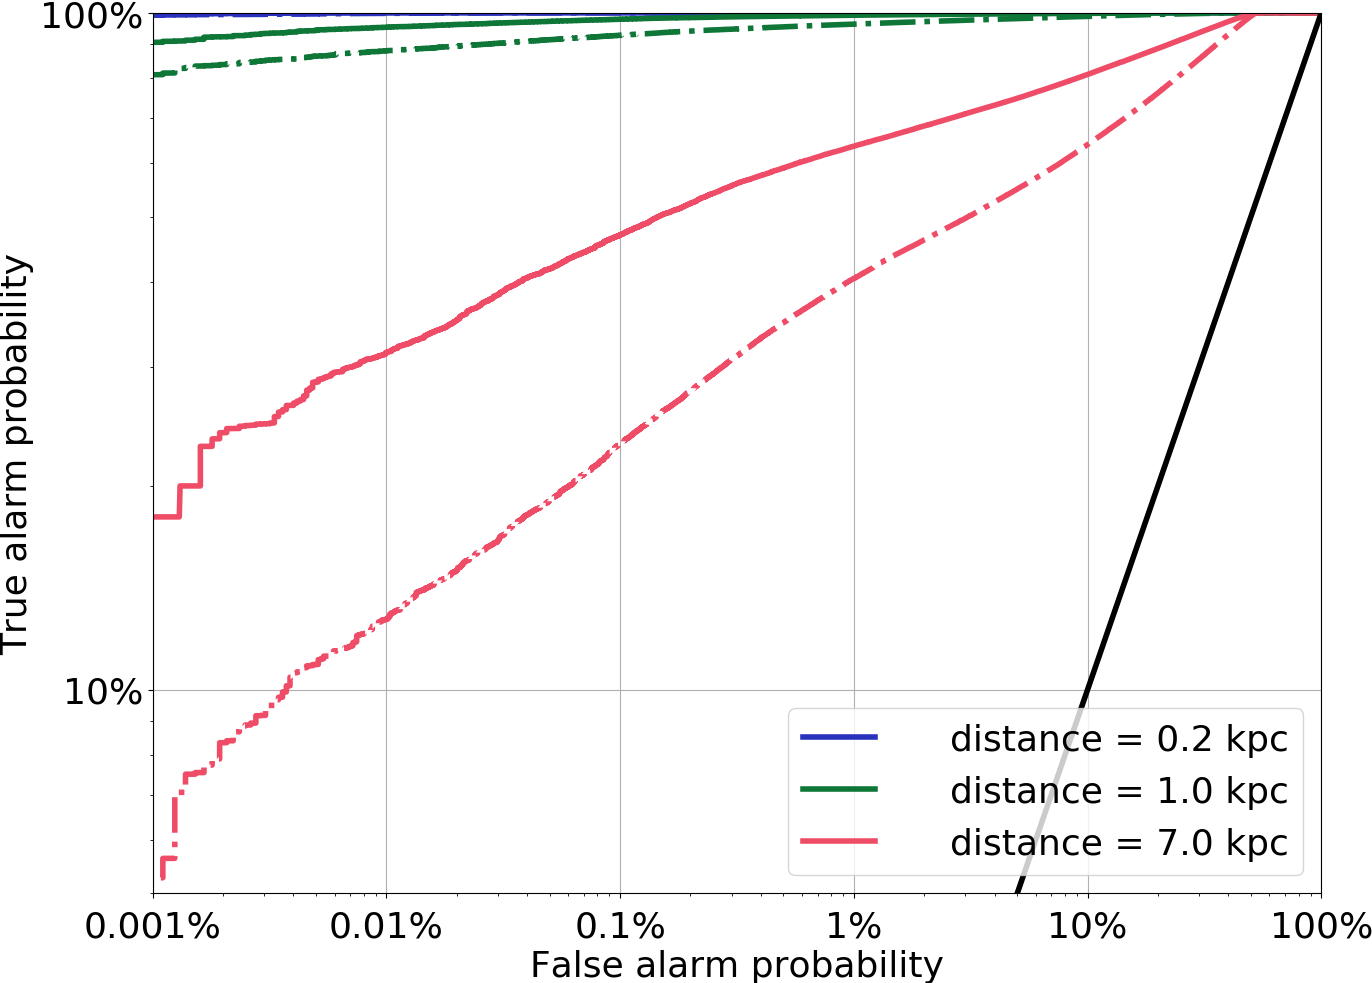 100%
10%
True alarm probability
distance = 0.2 kpc
distance = 1.0 kpc
distance = 7.0 kpc
0.001% 0.01% 0.1% 1% 10% 100%
False alarm probability